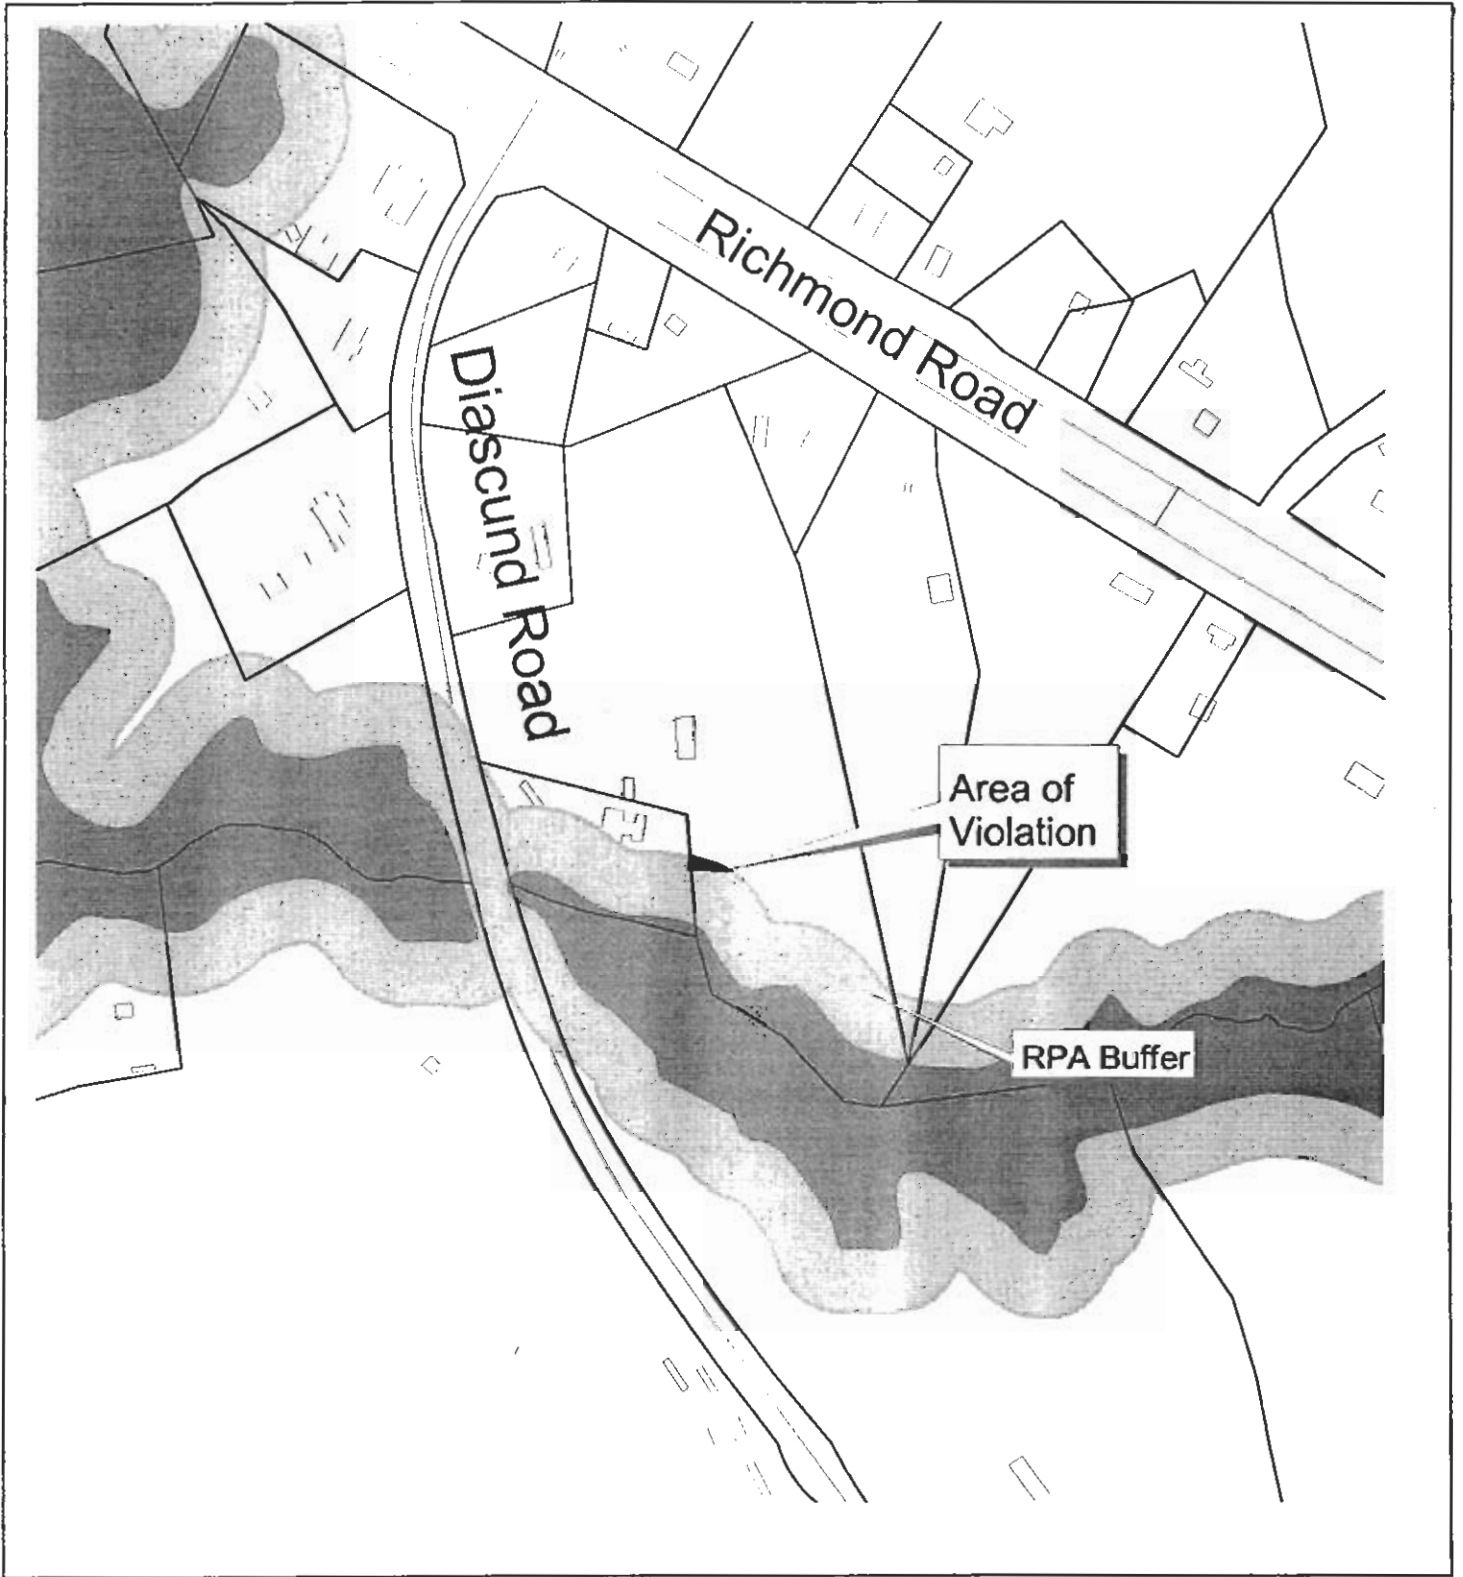 Richmond Road
Diascund Road
Area of
Violation
RPA Buffer